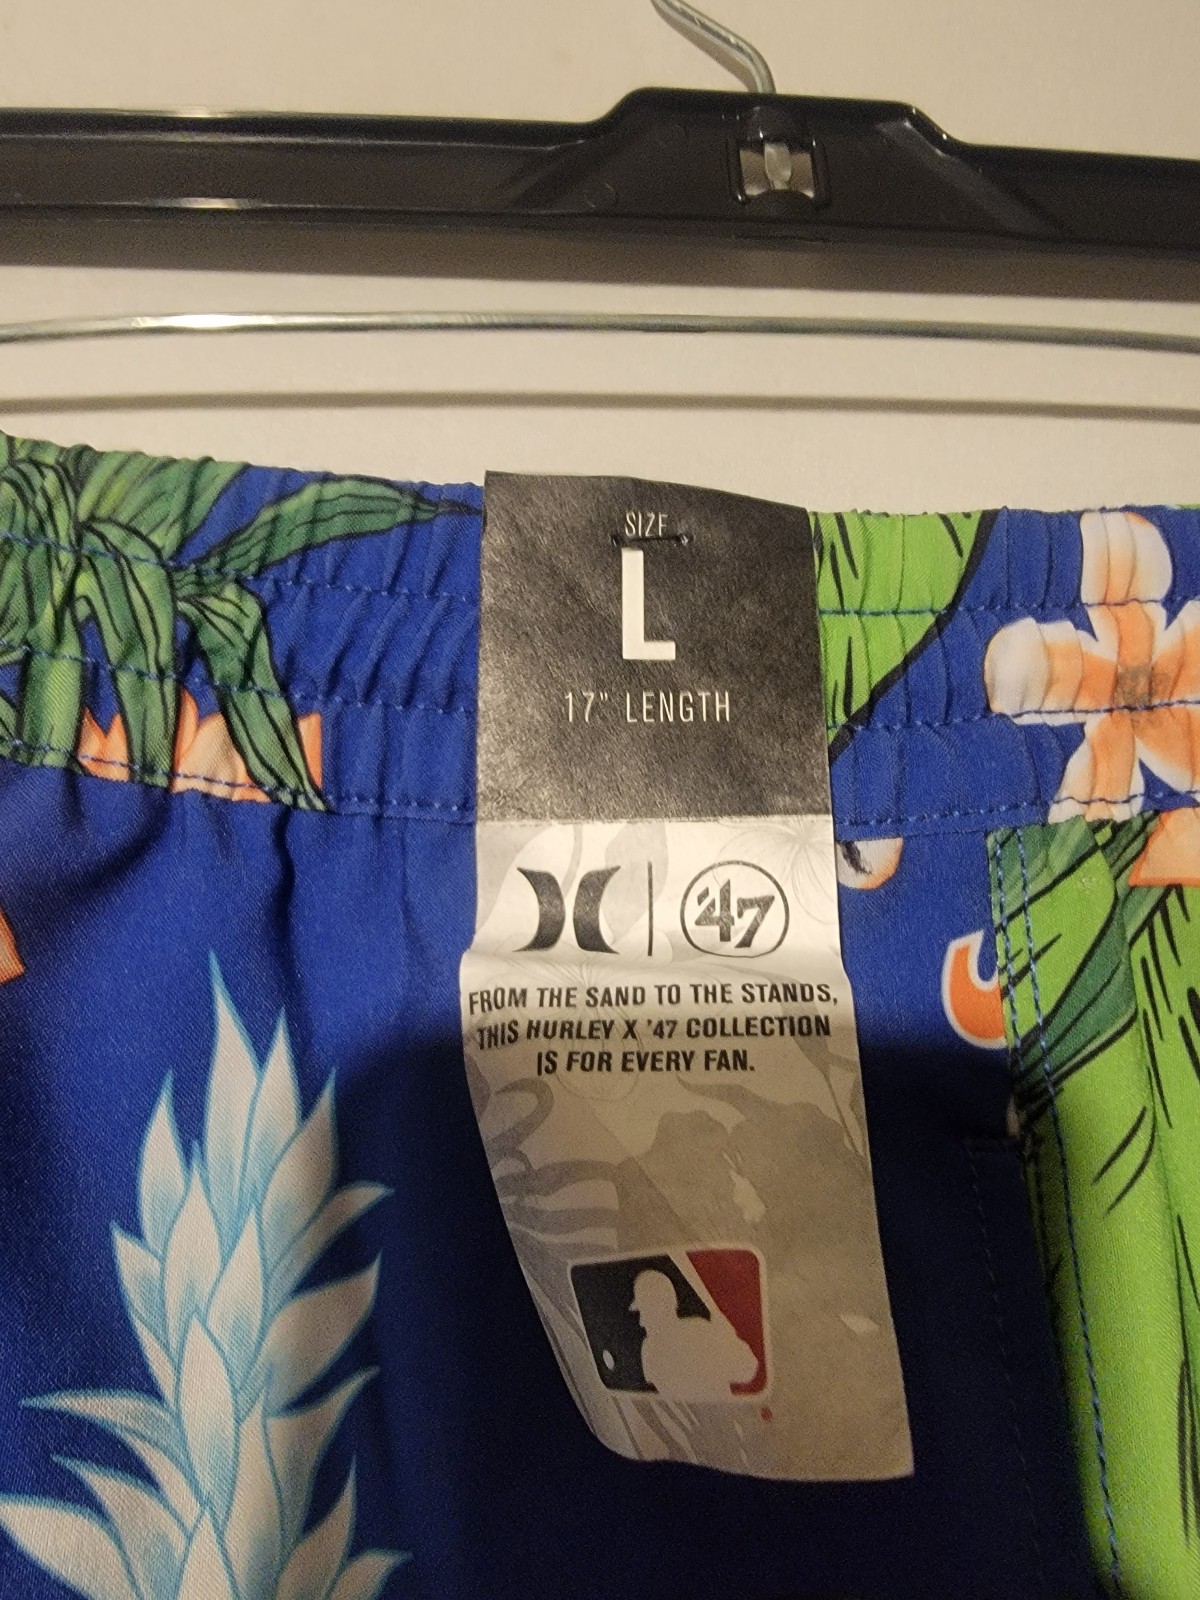 SIZE
L
17" LENGTH
'47
FROM THE SAND TO THE STANDS,
THIS HURLEY X '47 COLLECTION
IS FOR EVERY FAN.